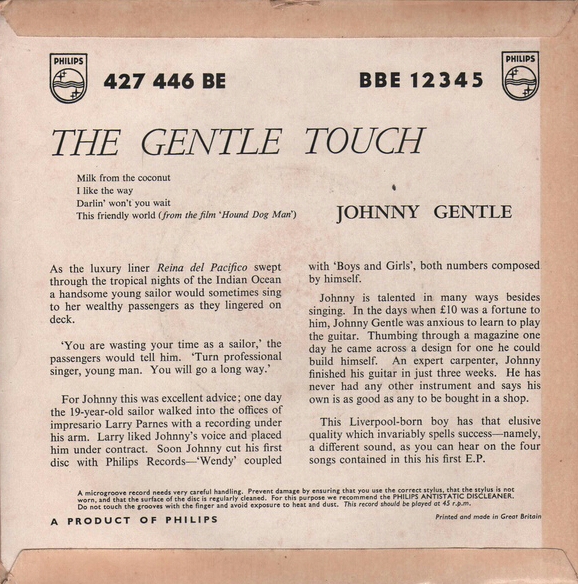 PHILIPS
427 446 BE
BBE 12345
PHILIPS
THE GENTLE TOUCH
Milk from the coconut
I like the way
Darlin' won't you wait
This friendly world (from the film 'Hound Dog Man')
JOHNNY GENTLE
As the luxury liner Reina del Pacifico swept
through the tropical nights of the Indian Ocean
a handsome young sailor would sometimes sing
to her wealthy passengers as they lingered on
deck.
'You are wasting your time as a sailor,' the
passengers would tell him. 'Turn professional
singer, young man. You will go a long way.'
For Johnny this was excellent advice; one day
the 19-year-old sailor walked into the offices of
impresario Larry Parnes with a recording under
his arm. Larry liked Johnny's voice and placed
him under contract. Soon Johnny cut his first
disc with Philips Records—'Wendy' coupled
with 'Boys and Girls', both numbers composed
by himself.
Johnny is talented in many ways besides
singing. In the days when £10 was a fortune to
him, Johnny Gentle was anxious to learn to play
the guitar. Thumbing through a magazine one
day he came across a design for one he could
build himself. An expert carpenter, Johnny
finished his guitar in just three weeks. He has
never had any other instrument and says his
own is as good as any to be bought in a shop.
This Liverpool-born boy has that elusive
quality which invariably spells success—namely,
a different sound, as you can hear on the four
songs contained in this his first E.P.
A microgroove record needs very careful handling. Prevent damage by ensuring that you use the correct stylus, that the stylus is not
worn, and that the surface of the disc is regularly cleaned. For this purpose we recommend the PHILIPS ANTISTATIC DISCLEANER.
Do not touch the grooves with the finger and avoid exposure to heat and dust. This record should be played at 45 r.p.m.
A PRODUCT OF PHILIPS
Printed and made in Great Britain